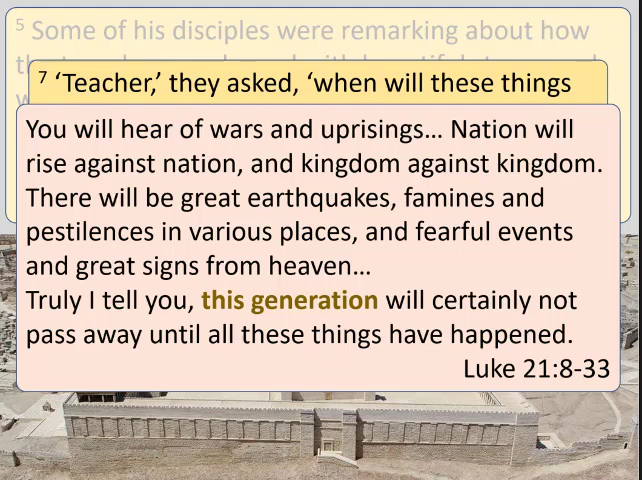 5 Some of his disciples were remarking about how
7 ‘Teacher,’ they asked, ‘when will these things
You will hear of wars and uprisings… Nation will
rise against nation, and kingdom against kingdom.
There will be great earthquakes, famines and
pestilences in various places, and fearful events
and great signs from heaven…
Truly I tell you, this generation will certainly not
pass away until all these things have happened.
Luke 21:8-33